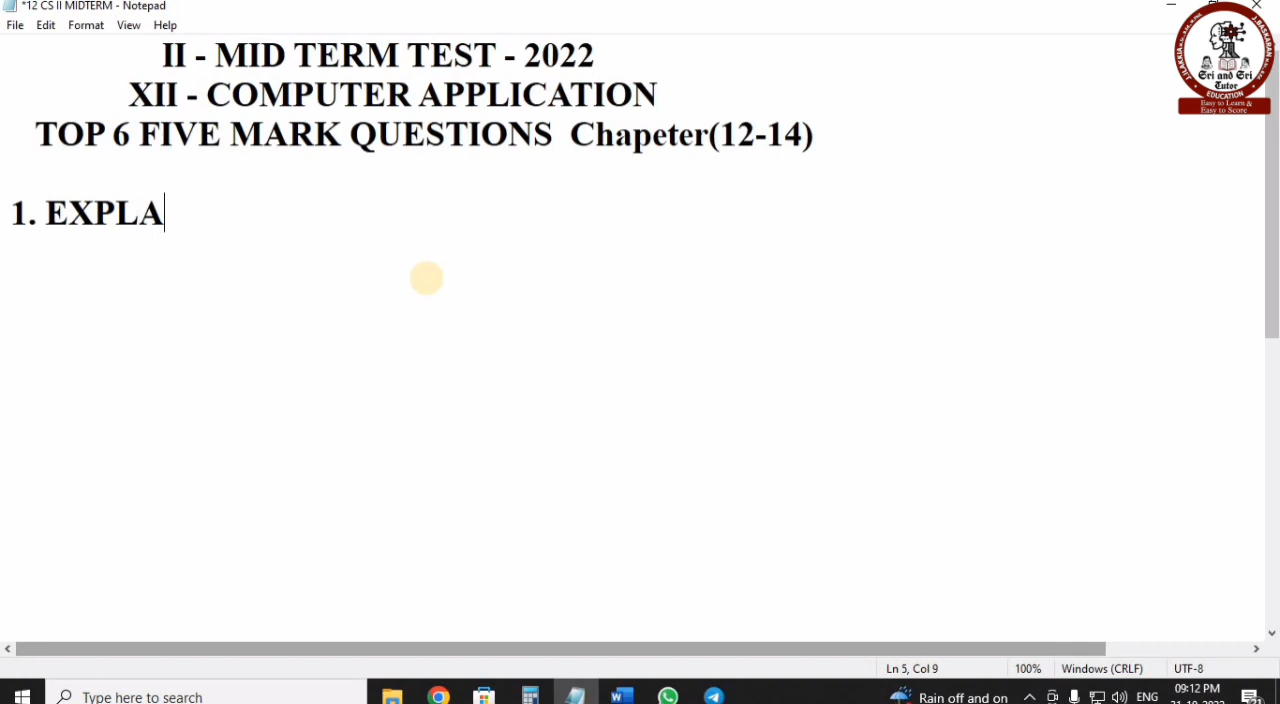 *12 CS II MIDTERM - Notepad
File Edit Format View Help
II - MID TERM TEST - 2022
XII - COMPUTER APPLICATION
TOP 6 FIVE MARK QUESTIONS Chapeter(12-14)
1. EXPLA
J.ILAKKIA
J.BASKARAN
Sri and Sri
Tutor
EDUCATION
Easy to Learn &
Easy to Score
Ln 5, Col 9 100% Windows (CRLF) UTF-8
Type here to search
Rain off and on
ENG
09:12 PM